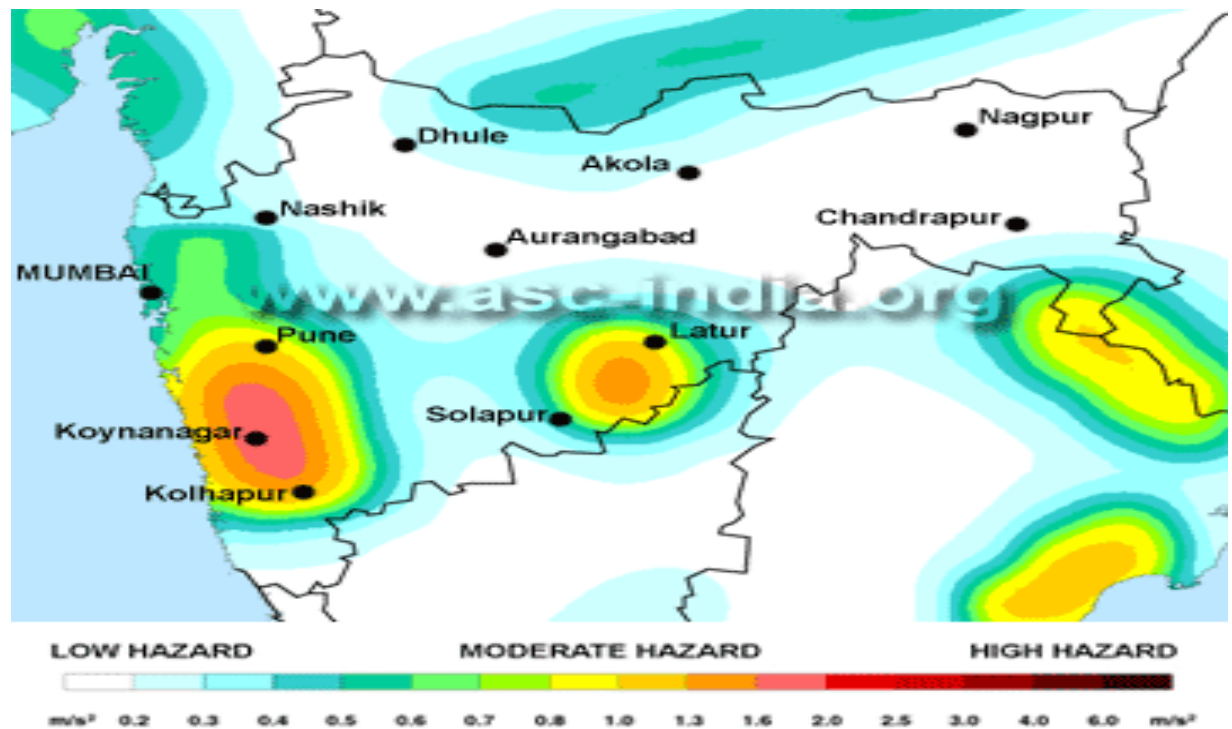 Nagpur
Dhule
Akola
Nashik
Chandrapur
Aurangabad
MUMBAI
www.asc-india.org
Pune
Latur
Solapur
Koynanagar
Kolhapur
LOW HAZARD MODERATE HAZARD HIGH HAZARD
m/s² 0.2 0.3 0.4 0.5 0.6 0.7 0.8 1.0 1.3 1.6 2.0 2.5 3.0 4.0 6.0 m/s²